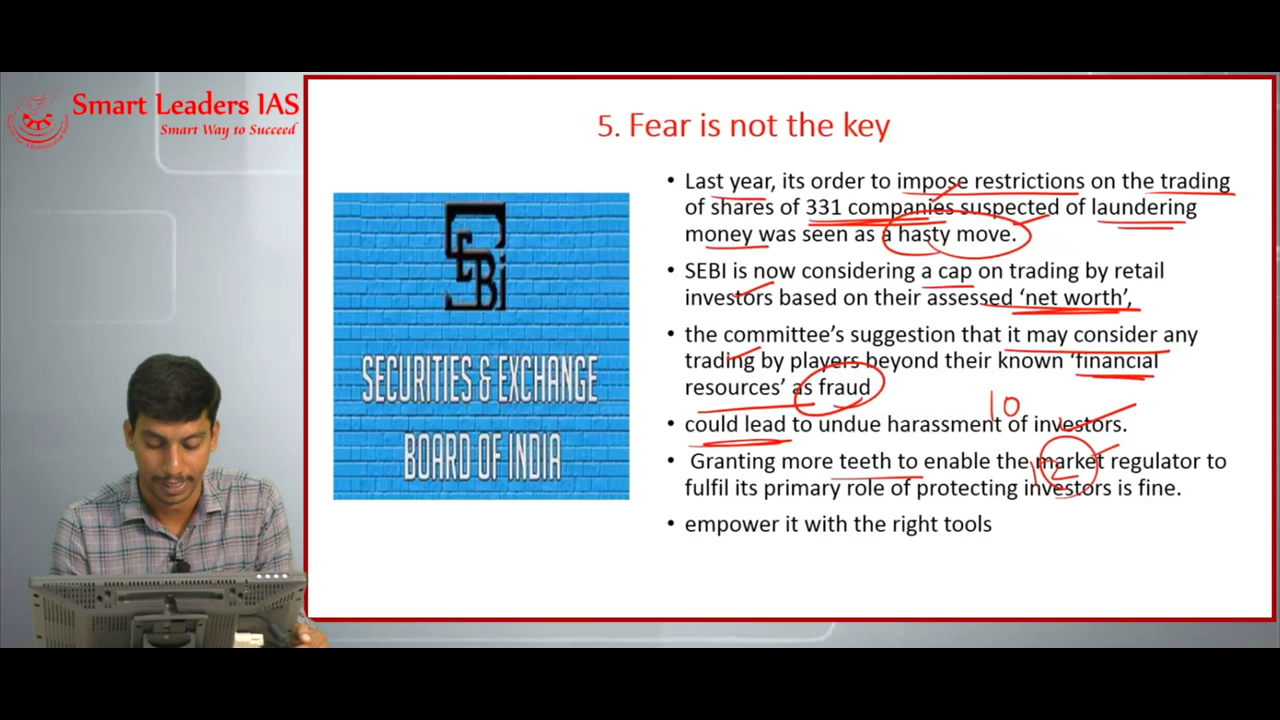 Smart Leaders IAS
Smart Way to Succeed
5. Fear is not the key
SEBi
SECURITIES & EXCHANGE
BOARD OF INDIA
• Last year, its order to impose restrictions on the trading
of shares of 331 companies suspected of laundering
money was seen as a hasty move.
• SEBI is now considering a cap on trading by retail
investors based on their assessed ‘net worth’,
• the committee’s suggestion that it may consider any
trading by players beyond their known ‘financial
resources’ as fraud
10
• could lead to undue harassment of investors.
• Granting more teeth to enable the market regulator to
12
fulfil its primary role of protecting investors is fine.
• empower it with the right tools